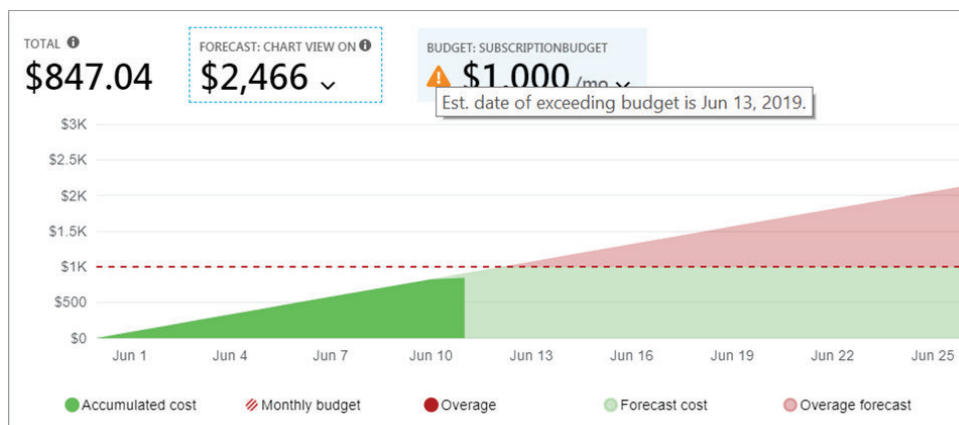 TOTAL
$847.04
FORECAST: CHART VIEW ON
$2,466
BUDGET: SUBSCRIPTIONBUDGET
$1,000 /mo
Est. date of exceeding budget is Jun 13, 2019.
$3K
$2.5K
$2K
$1.5K
$1K
$500
$0
Jun 1 Jun 4 Jun 7 Jun 10 Jun 13 Jun 16 Jun 19 Jun 22 Jun 25
Accumulated cost Monthly budget Overage Forecast cost Overage forecast